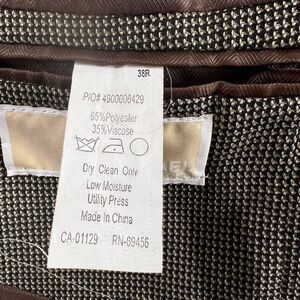 38R
P/O# 4900008429
65%Polyester
35%Viscose
Dry Clean Only
Low Moisture
Utility Press
Made In China
CA-01129 RN-69456